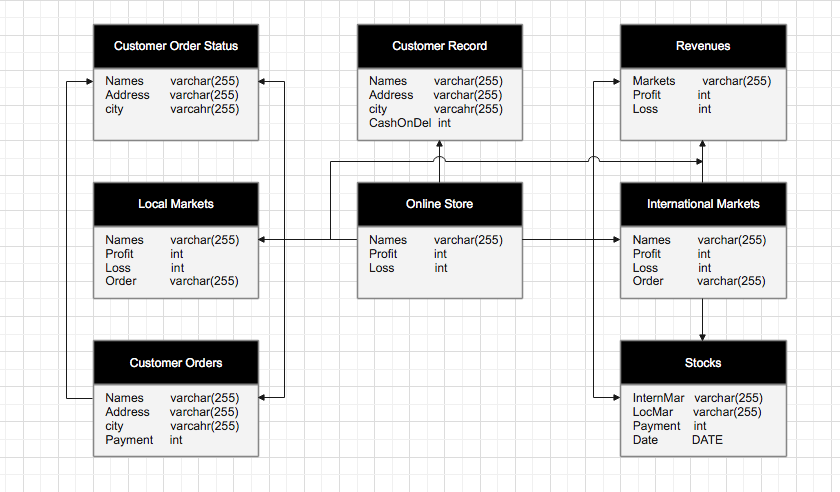 Customer Order Status
Names varchar(255)
Address varchar(255)
city varcahr(255)
Customer Record
Names varchar(255)
Address varchar(255)
city varcahr(255)
CashOnDel int
Revenues
Markets varchar(255)
Profit int
Loss int
Local Markets
Names varchar(255)
Profit int
Loss int
Order varchar(255)
Online Store
Names varchar(255)
Profit int
Loss int
International Markets
Names varchar(255)
Profit int
Loss int
Order varchar(255)
Customer Orders
Names varchar(255)
Address varchar(255)
city varcahr(255)
Payment int
Stocks
InternMar varchar(255)
LocMar varchar(255)
Payment int
Date DATE